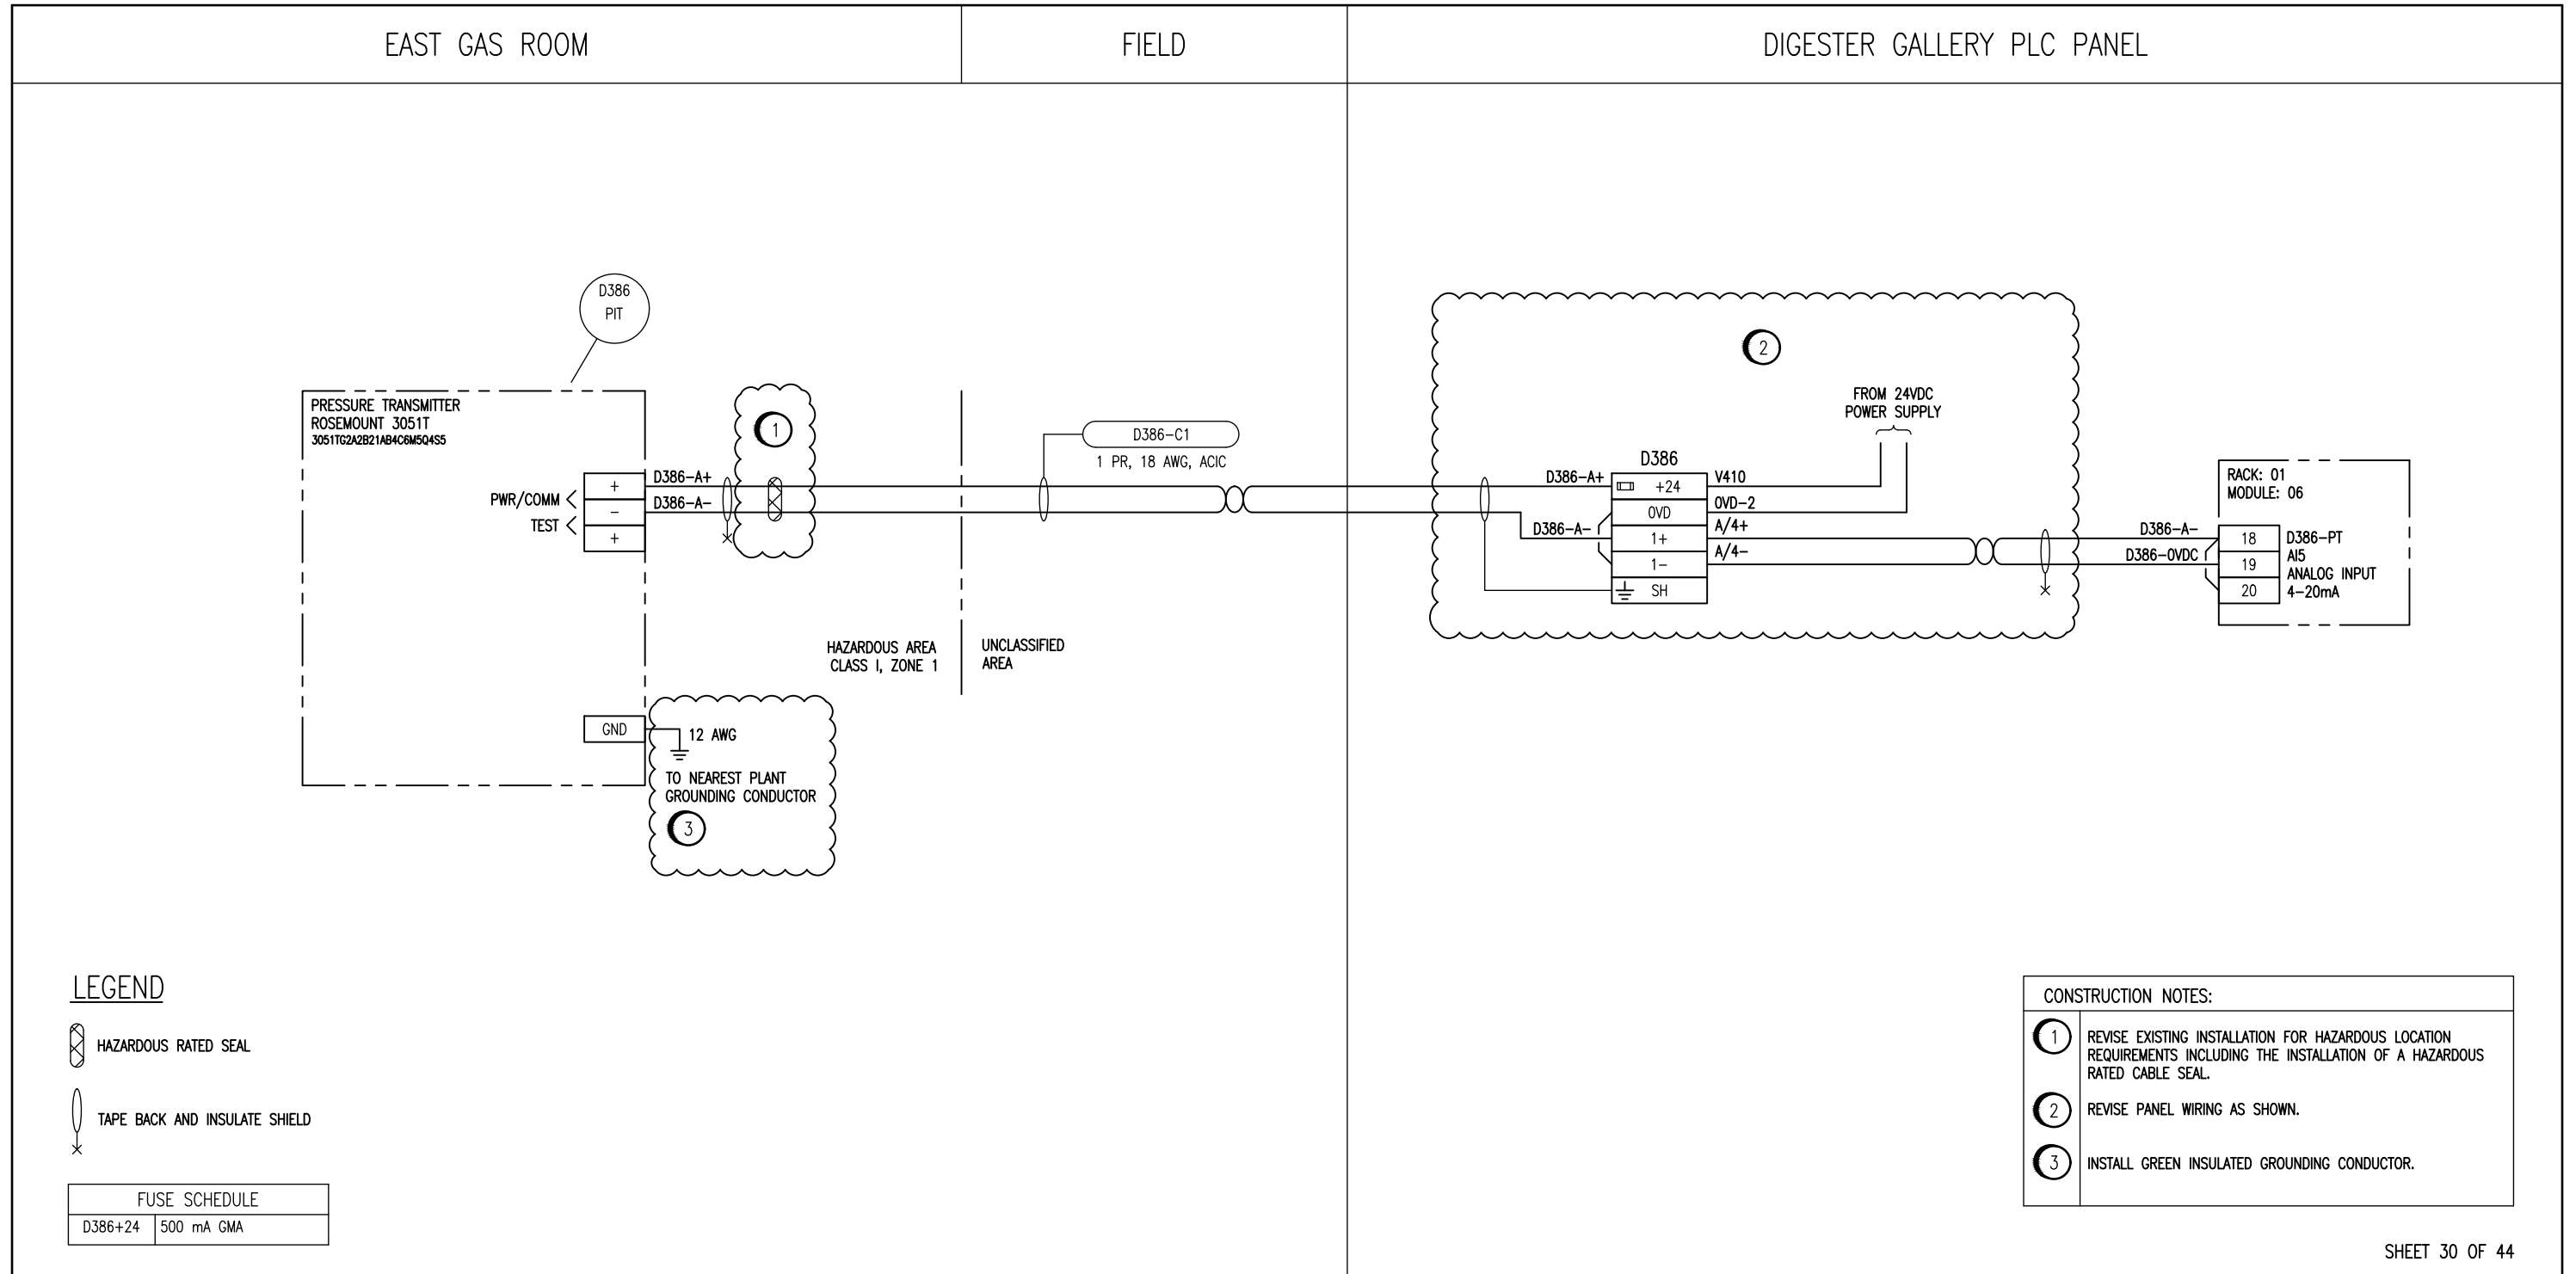 EAST GAS ROOM
FIELD
DIGESTER GALLERY PLC PANEL
D386
PIT
PRESSURE TRANSMITTER
ROSEMOUNT 3051T
3051TG2A2B21AB4C6M5Q4S5
PWR/COMM
TEST
+
-
+
D386-A+
D386-A-
1
HAZARDOUS AREA
CLASS I, ZONE 1
UNCLASSIFIED
AREA
D386-C1
1 PR, 18 AWG, ACIC
GND
12 AWG
TO NEAREST PLANT
GROUNDING CONDUCTOR
3
2
FROM 24VDC
POWER SUPPLY
D386
D386-A+
D386-A-
+24
0VD
1+
1-
SH
V410
0VD-2
A/4+
A/4-
RACK: 01
MODULE: 06
D386-A-
D386-0VDC
18
19
20
D386-PT
AI5
ANALOG INPUT
4-20mA
LEGEND
HAZARDOUS RATED SEAL
TAPE BACK AND INSULATE SHIELD
FUSE SCHEDULE
D386+24 500 mA GMA
CONSTRUCTION NOTES:
1 REVISE EXISTING INSTALLATION FOR HAZARDOUS LOCATION
REQUIREMENTS INCLUDING THE INSTALLATION OF A HAZARDOUS
RATED CABLE SEAL.
2 REVISE PANEL WIRING AS SHOWN.
3 INSTALL GREEN INSULATED GROUNDING CONDUCTOR.
SHEET 30 OF 44